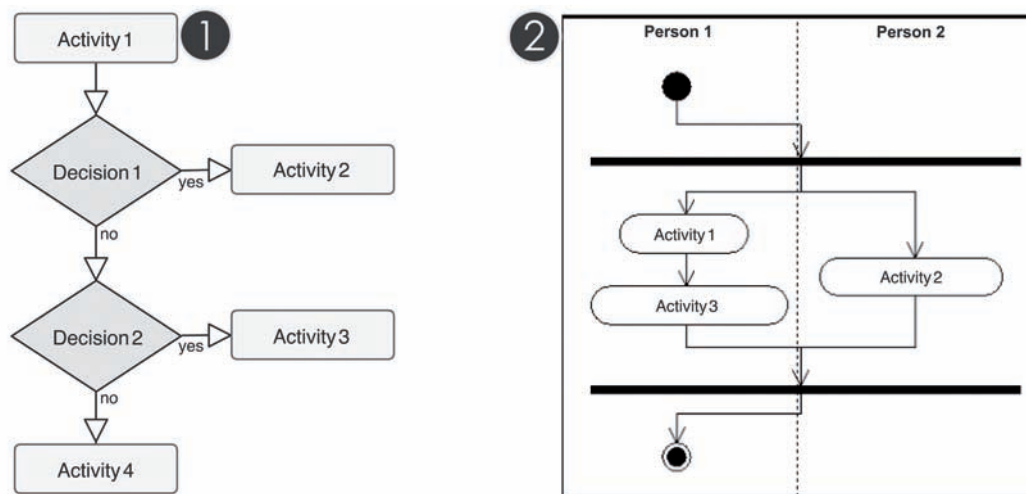 Activity 1
1
Decision 1
yes
Activity 2
no
Decision 2
yes
Activity 3
no
Activity 4
2
Person 1
Person 2
Activity 1
Activity 2
Activity 3